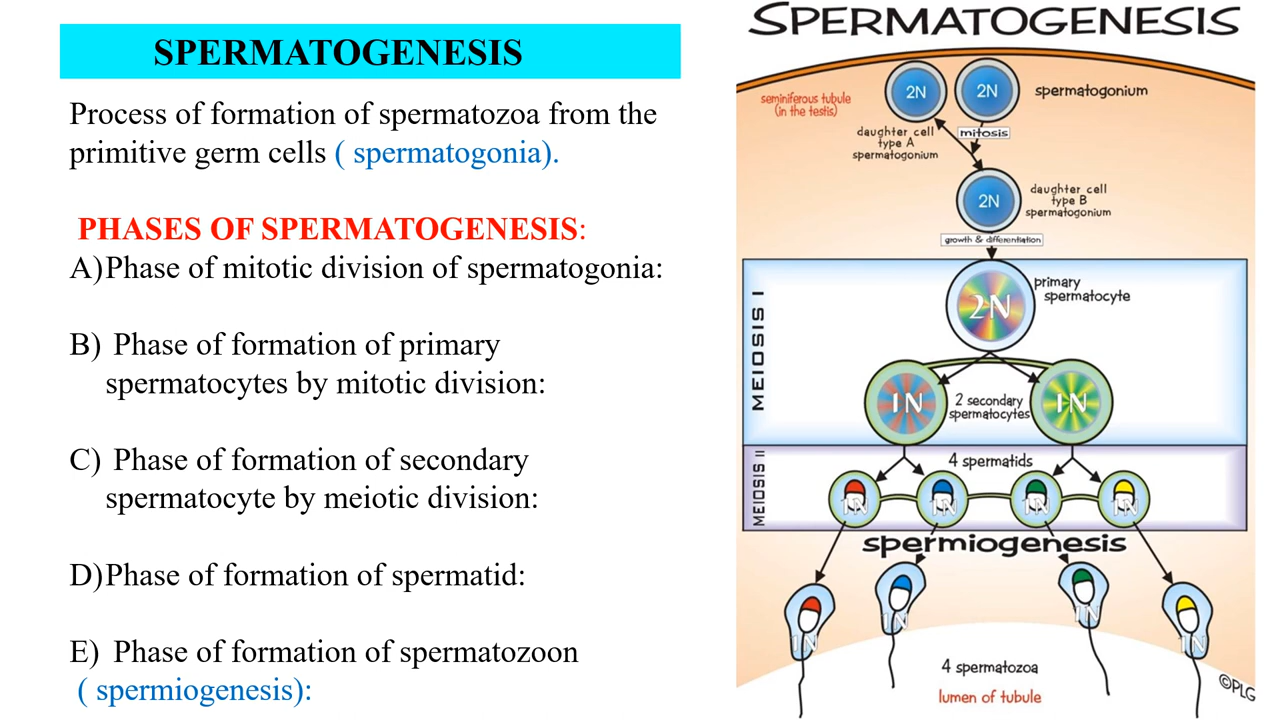 SPERMATOGENESIS
Process of formation of spermatozoa from the
primitive germ cells ( spermatogonia).
PHASES OF SPERMATOGENESIS:
A)Phase of mitotic division of spermatogonia:
B) Phase of formation of primary
spermatocytes by mitotic division:
C) Phase of formation of secondary
spermatocyte by meiotic division:
D)Phase of formation of spermatid:
E) Phase of formation of spermatozoon
( spermiogenesis):
SPERMATOGENESIS
seminiferous tubule
(in the testis)
2N
2N
spermatogonium
daughter cell
type A
spermatogonium
mitosis
2N
daughter cell
type B
spermatogonium
growth & differentiation
MEIOSIS I
2N
primary
spermatocyte
1N
2 secondary
spermatocytes
1N
MEIOSIS II
4 spermatids
1N
1N
1N
1N
spermiogenesis
1N
1N
1N
1N
4 spermatozoa
lumen of tubule
©PLG